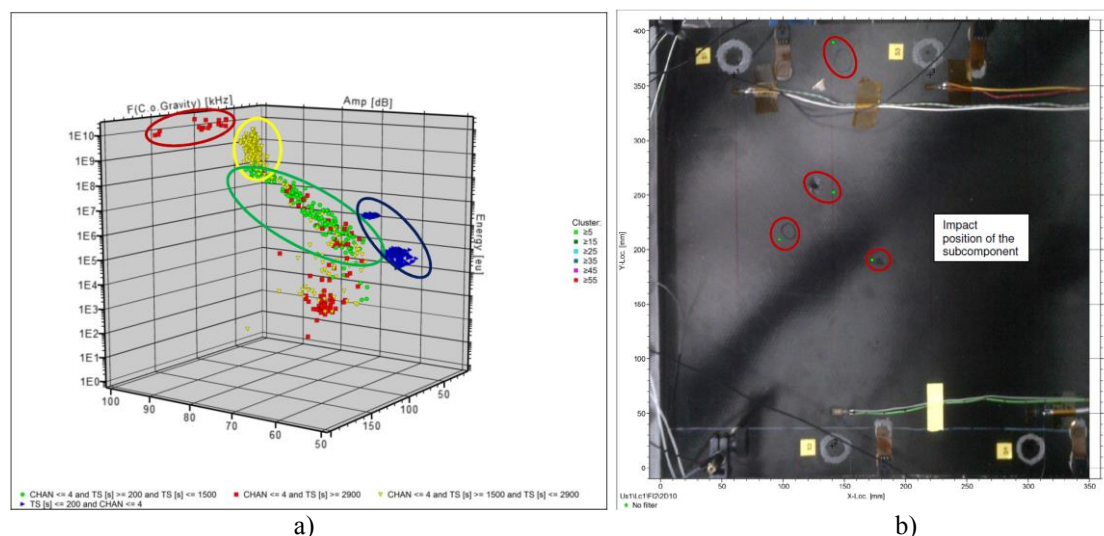 F(C.o.Gravity) [kHz]
Amp [dB]
1E10
1E9
1E8
1E7
1E6
1E5
1E4
1E3
1E2
1E1
1E0
Energy [eu]
100
90
80
70
60
50
150
100
50
Cluster:
≥5
≥15
≥25
≥35
≥45
≥55
CHAN <= 4 and TS [s] >= 200 and TS [s] <= 1500
CHAN <= 4 and TS [s] >= 2900
CHAN <= 4 and TS [s] >= 1500 and TS [s] <= 2900
TS [s] <= 200 and CHAN <= 4
a)
400
350
300
250
200
150
100
50
0
Y-Loc. [mm]
Impact
position of the
subcomponent
0
50
100
150
200
250
300
350
X-Loc. [mm]
No filter
b)